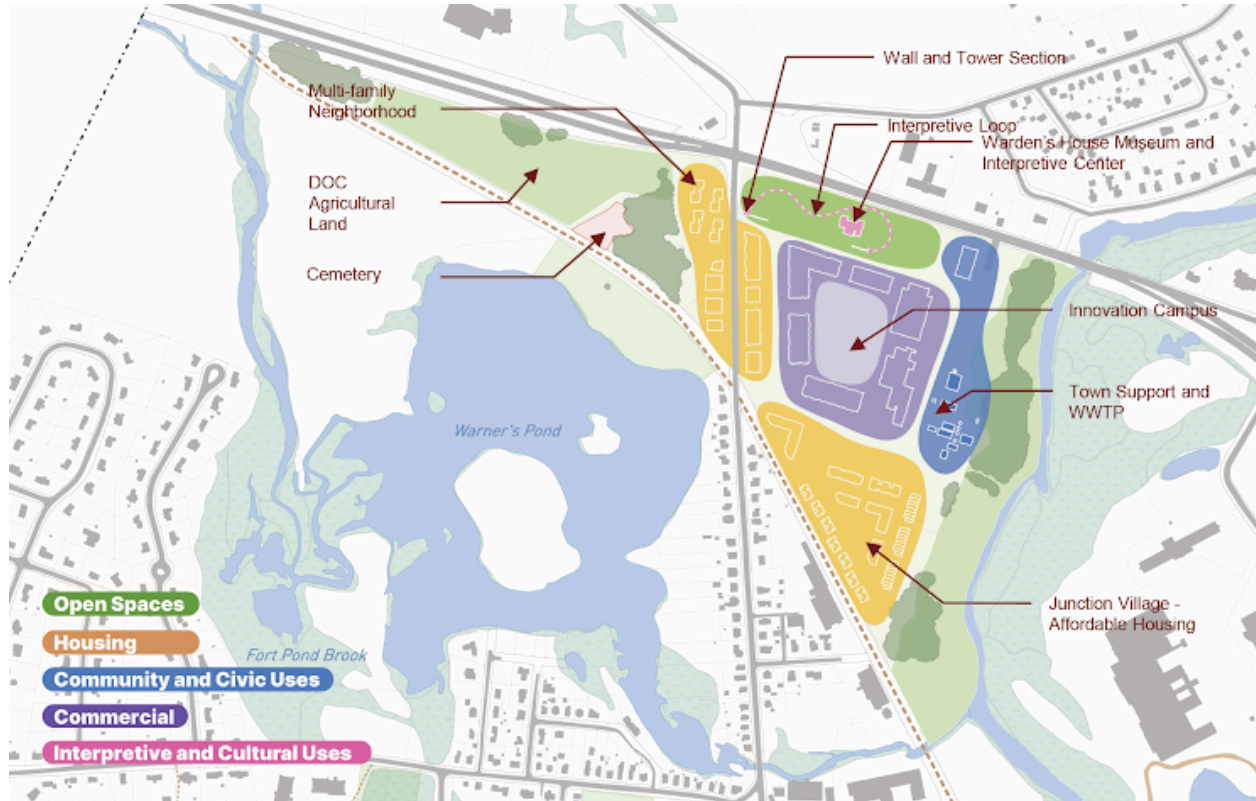 Wall and Tower Section
Multi-family
Neighborhood
Interpretive Loop
Warden's House Museum and
Interpretive Center
DOC
Agricultural
Land
Cemetery
Innovation Campus
Town Support and
WWTP
Warner's Pond
Junction Village -
Affordable Housing
Open Spaces
Housing
Fort Pond Brook
Community and Civic Uses
Commercial
Interpretive and Cultural Uses